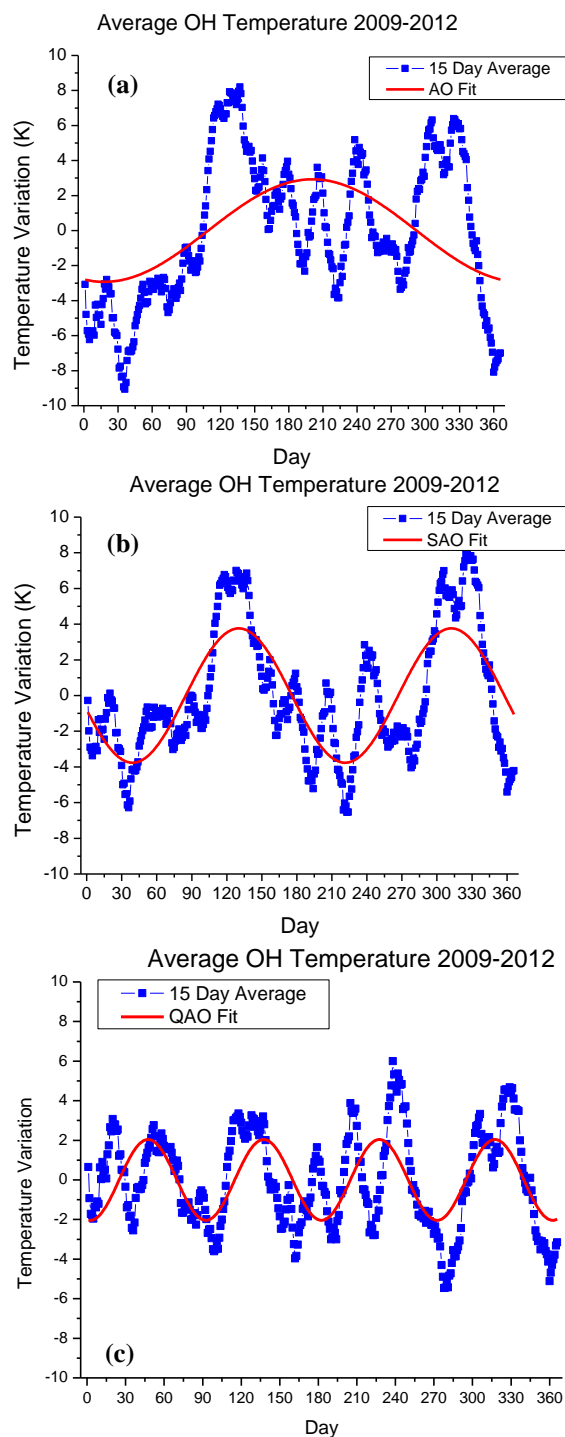 Average OH Temperature 2009-2012
(a)
15 Day Average
AO Fit
Temperature Variation (K)
10
8
6
4
2
0
-2
-4
-6
-8
-10
0 30 60 90 120 150 180 210 240 270 300 330 360
Day
Average OH Temperature 2009-2012
(b)
15 Day Average
SAO Fit
Temperature Variation (K)
10
8
6
4
2
0
-2
-4
-6
-8
-10
0 30 60 90 120 150 180 210 240 270 300 330 360
Day
Average OH Temperature 2009-2012
15 Day Average
QAO Fit
Temperature Variation
10
8
6
4
2
0
-2
-4
-6
-8
-10
(c)
0 30 60 90 120 150 180 210 240 270 300 330 360
Day